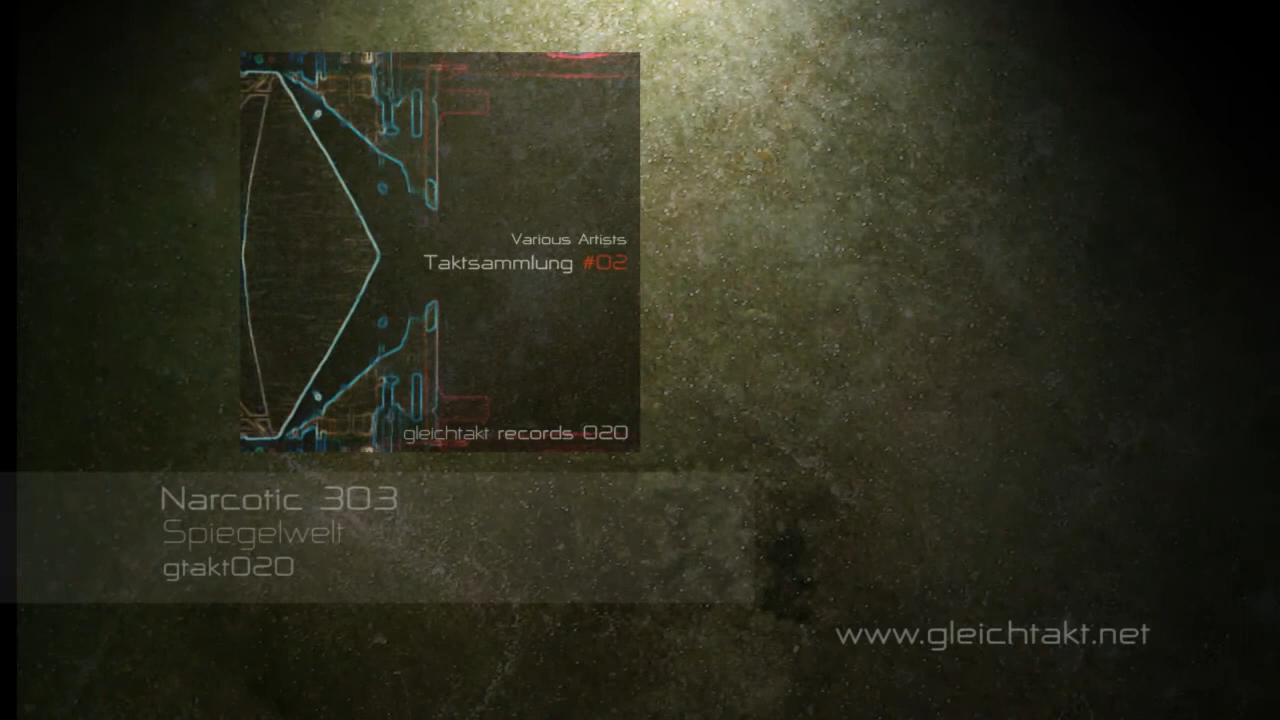 Various Artists
Taktsammlung #02
gleichtakt records 020
Narcotic 303
Spiegelwelt
gtakt020
www.gleichtakt.net